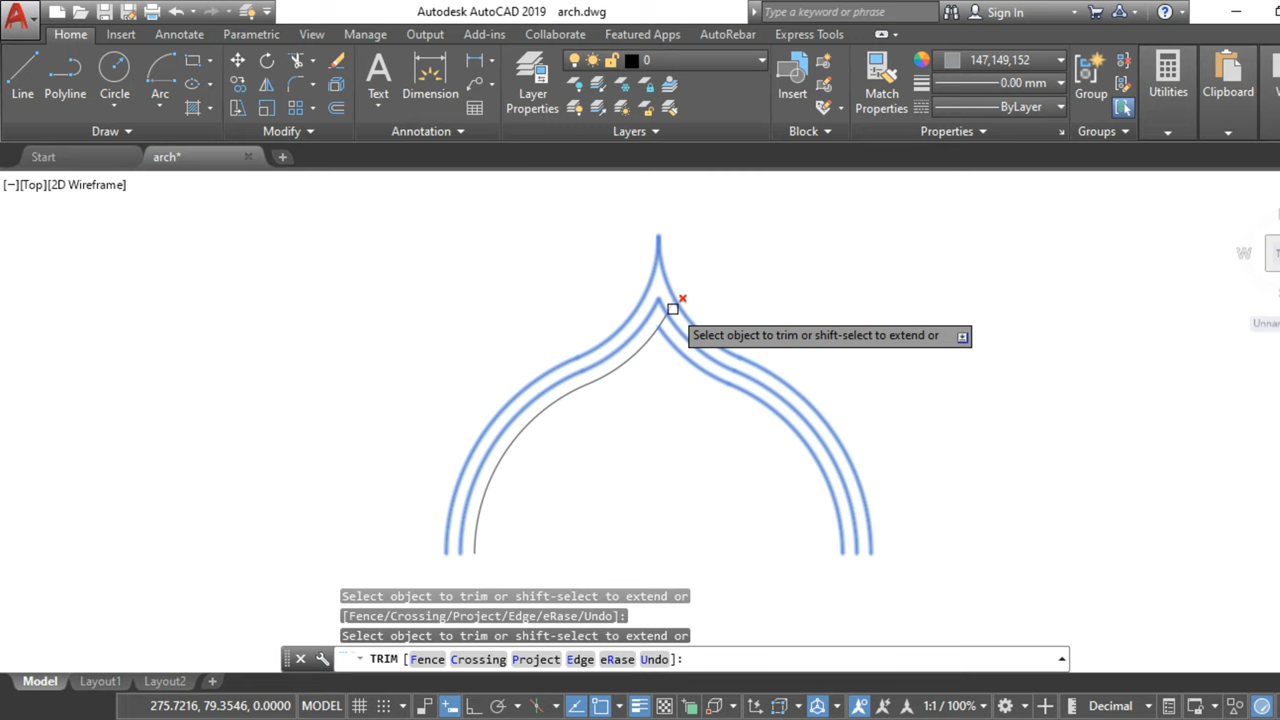 Autodesk AutoCAD 2019 arch.dwg
Type a keyword or phrase
Sign In
Home Insert Annotate Parametric View Manage Output Add-ins Collaborate Featured Apps AutoRebar Express Tools
0
147,149,152
0.00 mm
ByLayer
Line Polyline Circle Arc
Text Dimension
Layer
Properties
Insert
Match
Properties
Group
Utilities
Clipboard
Draw Modify Annotation Layers Block Properties Groups
Start arch*
[−][Top][2D Wireframe]
W
T
Unnar
Select object to trim or shift-select to extend or
Select object to trim or shift-select to extend or
[Fence/Crossing/Project/Edge/eRase/Undo]:
Select object to trim or shift-select to extend or
TRIM [Fence Crossing Project Edge eRase Undo]:
Model Layout1 Layout2
275.7216, 79.3546, 0.0000 MODEL 1:1 / 100% Decimal